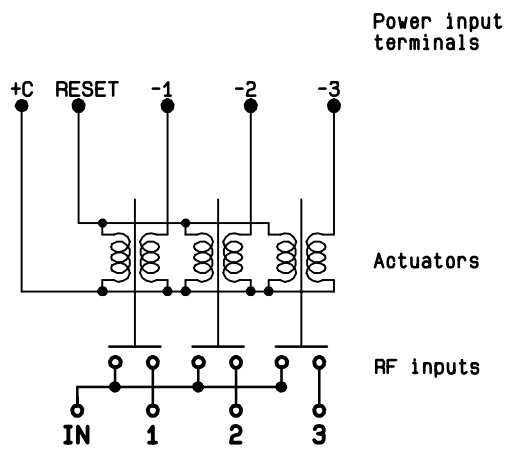 Power input
terminals
+C RESET -1 -2 -3
Actuators
RF inputs
IN 1 2 3